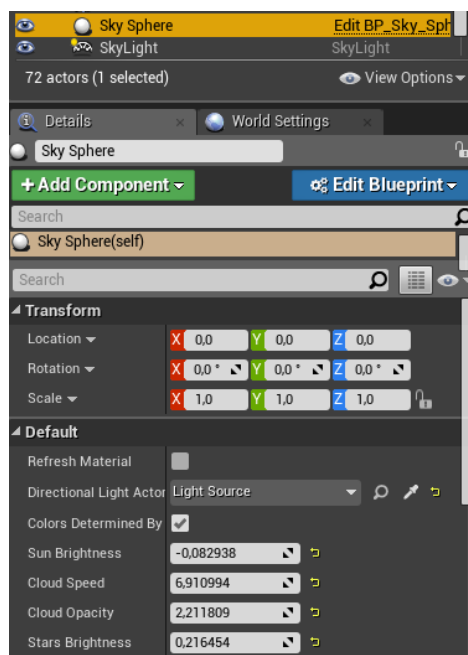 Sky Sphere Edit BP_Sky_Sph
SkyLight SkyLight
72 actors (1 selected) View Options
Details World Settings
Sky Sphere
+Add Component Edit Blueprint
Search
Sky Sphere(self)
Search
Transform
Location X 0,0 Y 0,0 Z 0,0
Rotation X 0,0 ° Y 0,0 ° Z 0,0 °
Scale X 1,0 Y 1,0 Z 1,0
Default
Refresh Material
Directional Light Actor Light Source
Colors Determined By
Sun Brightness -0,082938
Cloud Speed 6,910994
Cloud Opacity 2,211809
Stars Brightness 0,216454